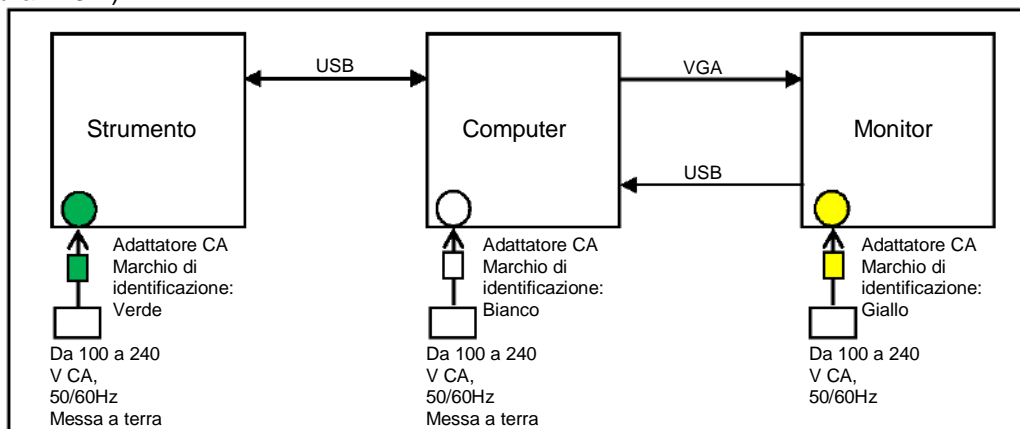 USB
VGA
Strumento
Computer
Monitor
USB
Adattatore CA
Marchio di
identificazione:
Verde
Da 100 a 240
V CA,
50/60Hz
Messa a terra
Adattatore CA
Marchio di
identificazione:
Bianco
Da 100 a 240
V CA,
50/60Hz
Messa a terra
Adattatore CA
Marchio di
identificazione:
Giallo
Da 100 a 240
V CA,
50/60Hz